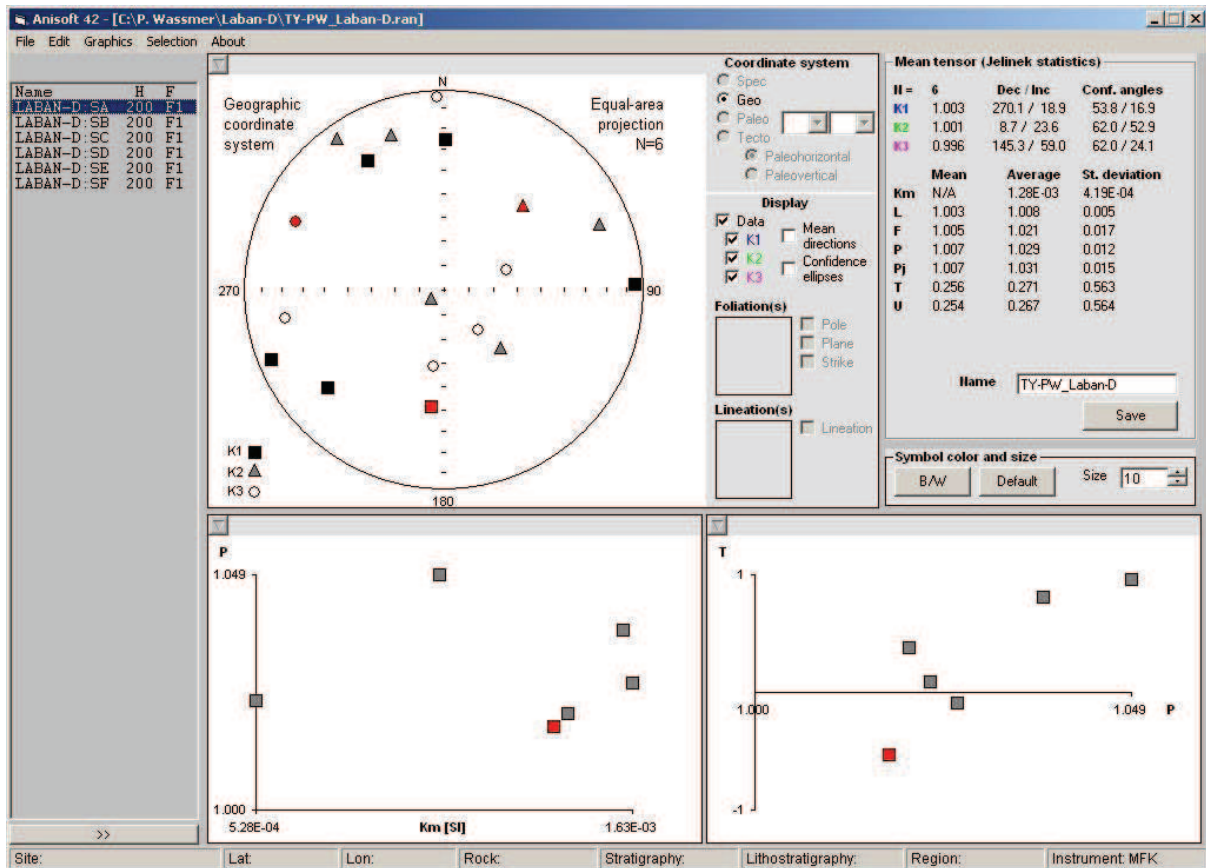 Anisoft 42 - [C:\P. Wassmer\Laban-D\TY-PW_Laban-D.ran]
File Edit Graphics Selection About
Name H F
LABAN-D:SA 200 F1
LABAN-D:SB 200 F1
LABAN-D:SC 200 F1
LABAN-D:SD 200 F1
LABAN-D:SE 200 F1
LABAN-D:SF 200 F1
>>
Geographic
coordinate
system
N
Equal-area
projection
N=6
270
90
180
K1
K2
K3
Coordinate system
Spec
Geo
Paleo
Tecto
Paleohorizontal
Paleovertical
Display
Data
K1
K2
K3
Mean
directions
Confidence
ellipses
Foliation(s)
Pole
Plane
Strike
Lineation(s)
Lineation
Mean tensor (Jelinek statistics)
N = 6 Dec / Inc Conf. angles
K1 1.003 270.1 / 18.9 53.8 / 16.9
K2 1.001 8.7 / 23.6 62.0 / 52.9
K3 0.996 145.3 / 59.0 62.0 / 24.1
Mean Average St. deviation
Km N/A 1.28E-03 4.19E-04
L 1.003 1.008 0.005
F 1.005 1.021 0.017
P 1.007 1.029 0.012
Pj 1.007 1.031 0.015
T 0.256 0.271 0.563
U 0.254 0.267 0.564
Name TY-PW_Laban-D
Save
Symbol color and size
B/W Default Size 10
P
1.049
1.000
5.28E-04 Km [SI] 1.63E-03
T
1
1.000 1.049 P
-1
Site: Lat: Lon: Rock: Stratigraphy: Lithostratigraphy: Region: Instrument: MFK